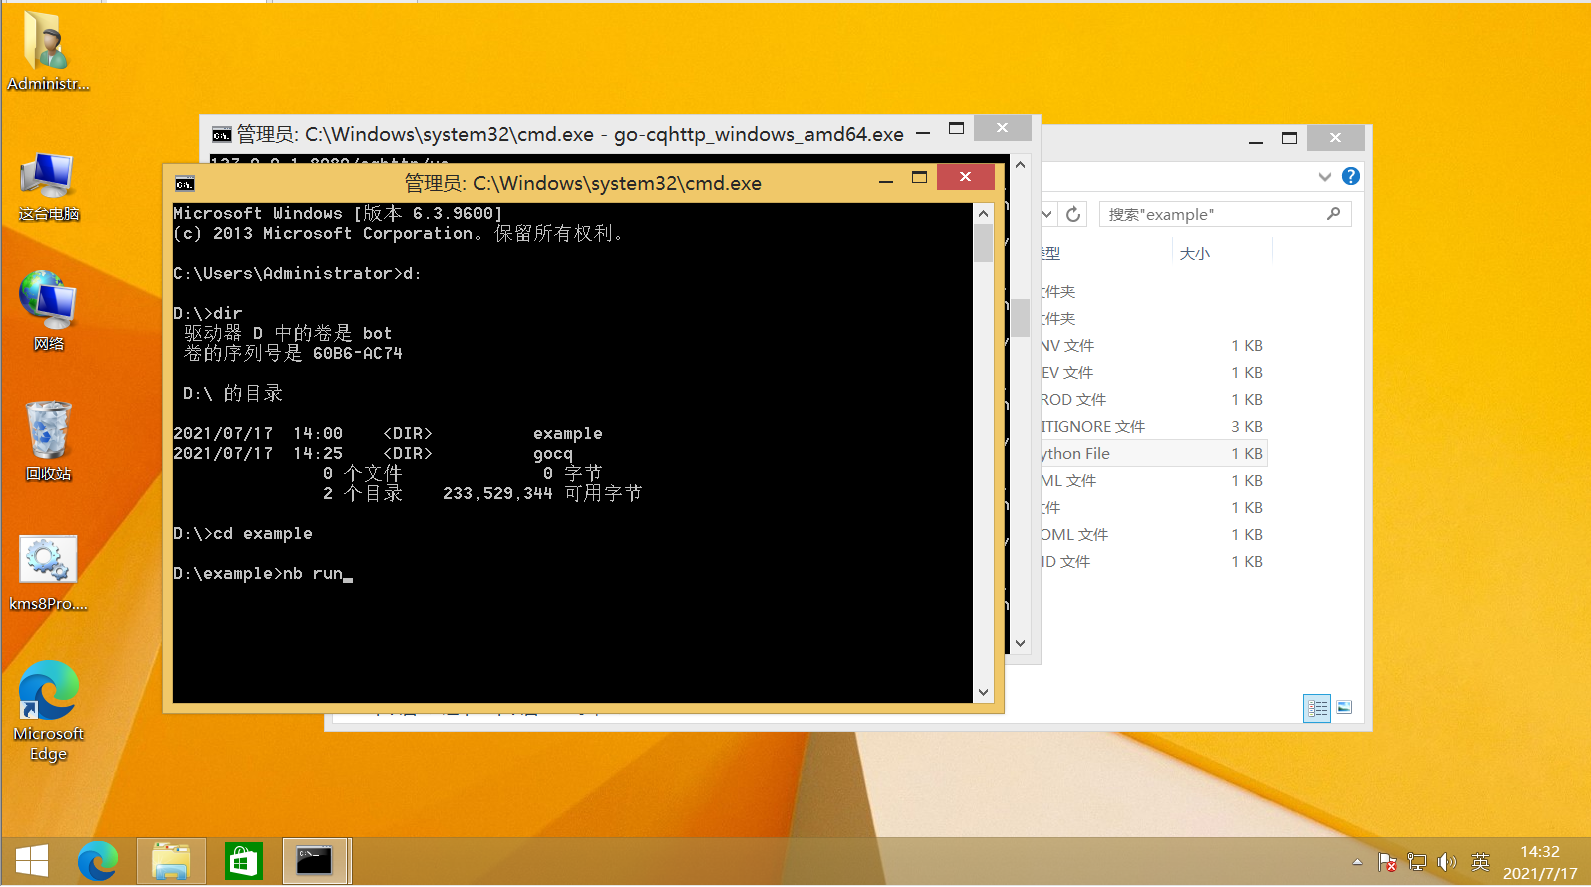 Administr...
这台电脑
网络
回收站
kms8Pro....
Microsoft
Edge
管理员: C:\Windows\system32\cmd.exe - go-cqhttp_windows_amd64.exe
管理员: C:\Windows\system32\cmd.exe
Microsoft Windows [版本 6.3.9600]
(c) 2013 Microsoft Corporation。保留所有权利。
C:\Users\Administrator>d:
D:\>dir
驱动器 D 中的卷是 bot
卷的序列号是 60B6-AC74
D:\ 的目录
2021/07/17 14:00 <DIR> example
2021/07/17 14:25 <DIR> gocq
0 个文件 0 字节
2 个目录 233,529,344 可用字节
D:\>cd example
D:\example>nb run_
搜索"example"
类型 大小
文件夹
文件夹
NV 文件 1 KB
EV 文件 1 KB
ROD 文件 1 KB
ITIGNORE 文件 3 KB
ython File 1 KB
ML 文件 1 KB
文件 1 KB
OML 文件 1 KB
ID 文件 1 KB
英
14:32
2021/7/17